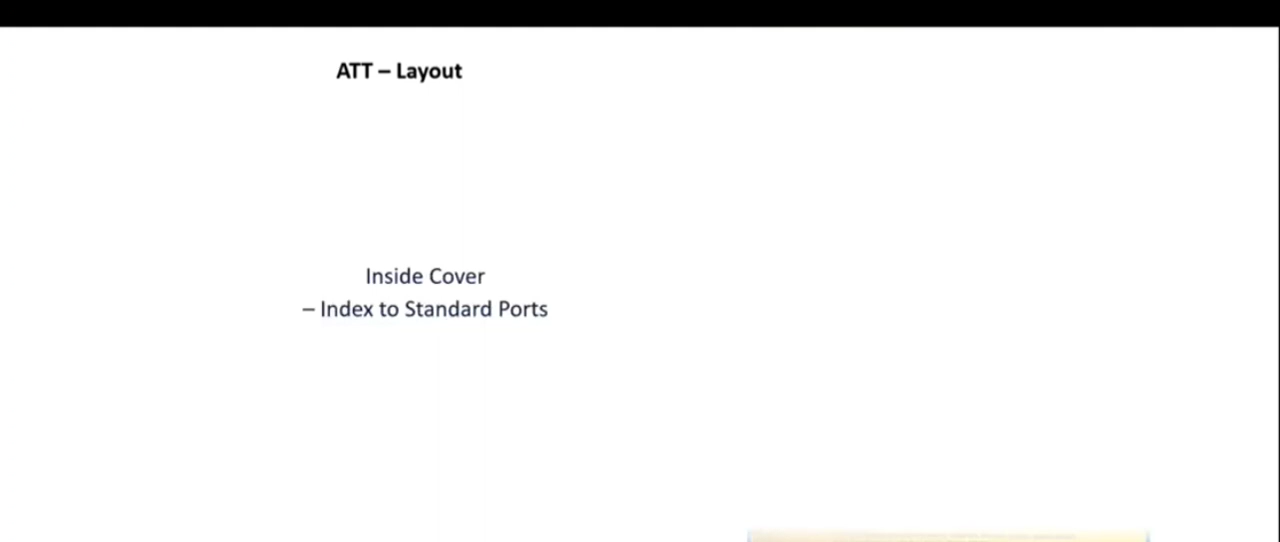 ATT – Layout
Inside Cover
– Index to Standard Ports